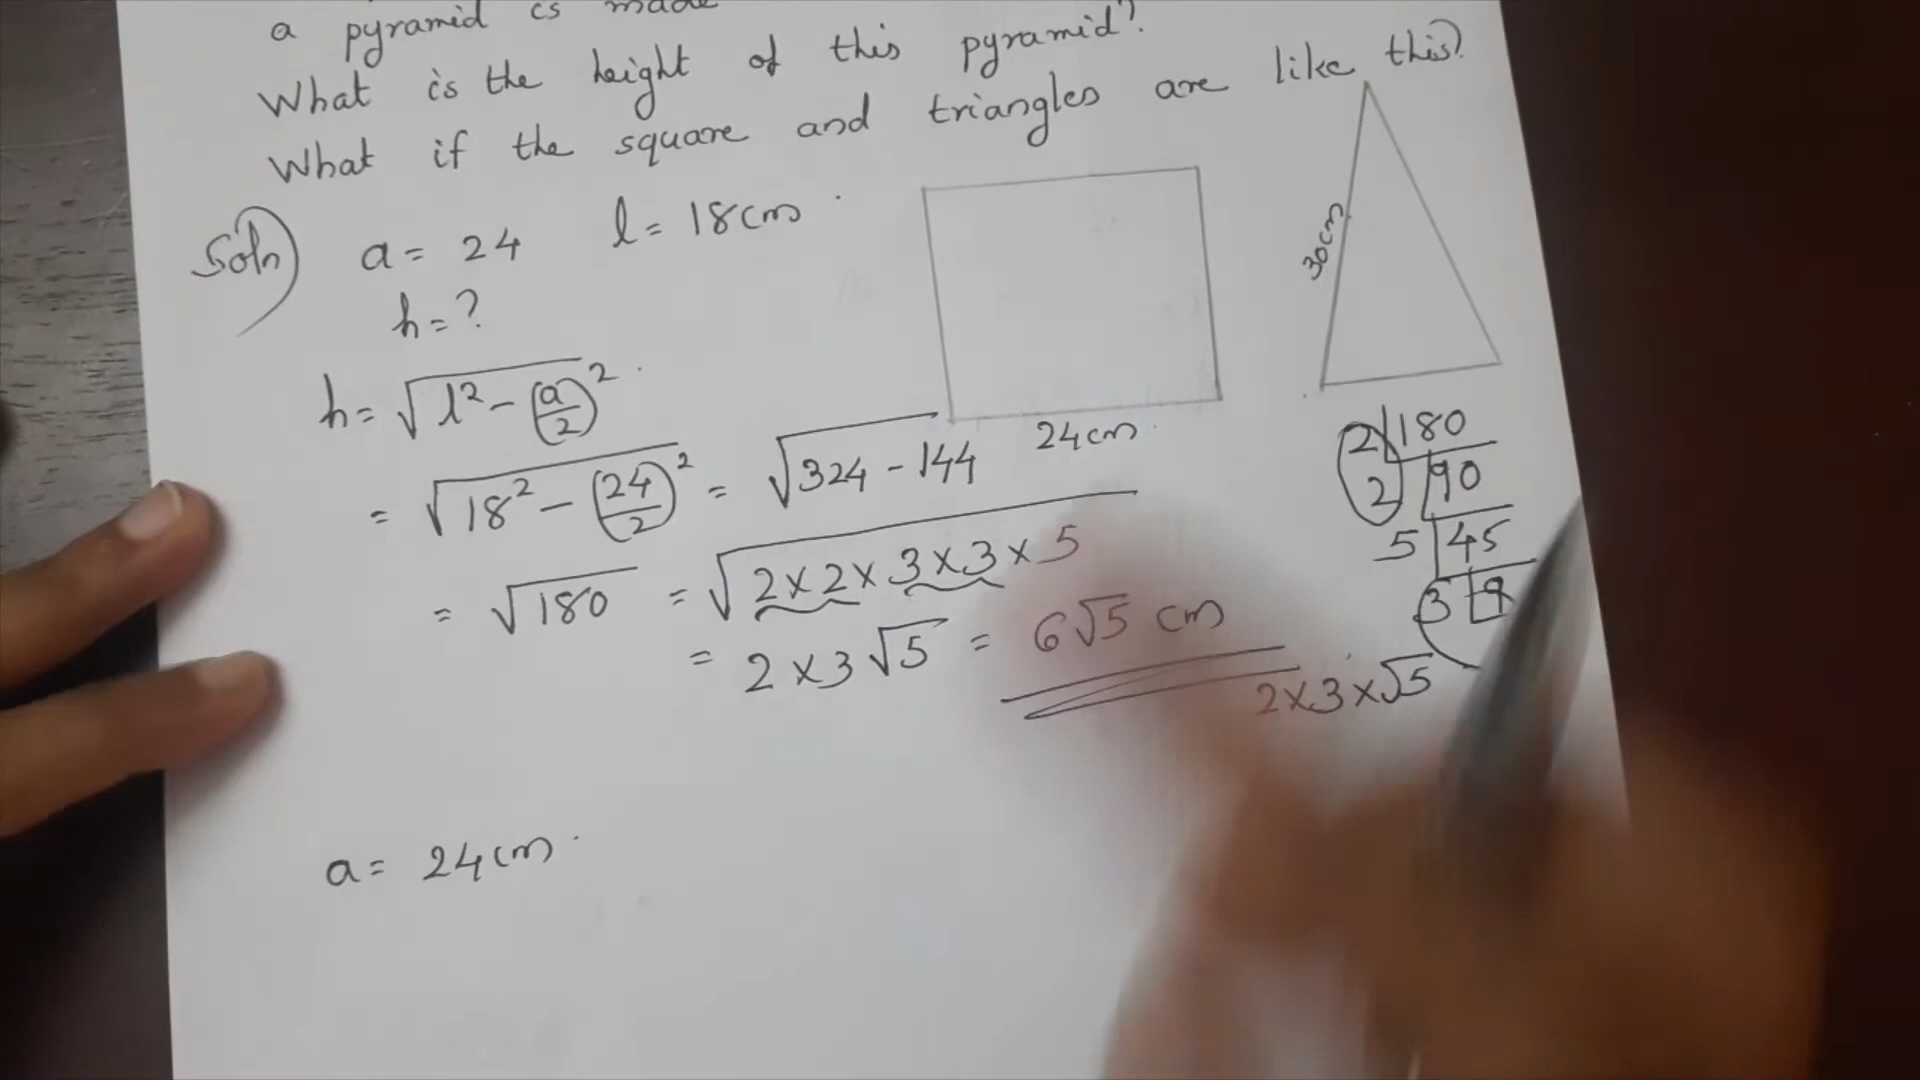 a pyramid is made
What is the height of this pyramid?
What if the square and triangles are like this?
Soln) a = 24 l = 18cm
h = ?
30cm
h = √l² - (a/2)²
24cm
= √18² - (24/2)² = √324 - 144
= √180 = √2×2×3×3×5
= 2×3√5 = 6√5 cm
2 180
2 90
5 45
3 9
2×3×√5
a = 24cm